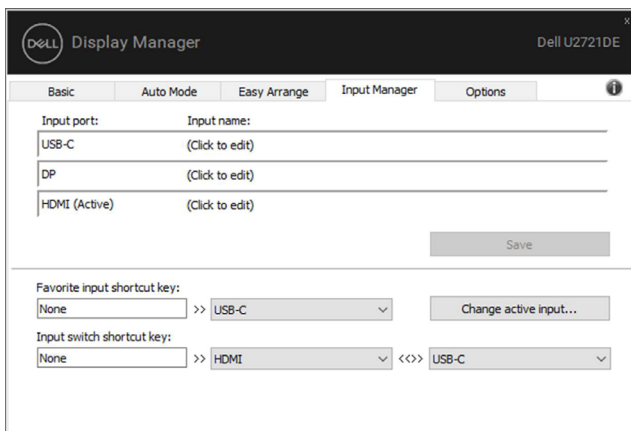 x
DELL Display Manager Dell U2721DE
Basic Auto Mode Easy Arrange Input Manager Options i
Input port: Input name:
USB-C (Click to edit)
DP (Click to edit)
HDMI (Active) (Click to edit)
Save
Favorite input shortcut key:
None >> USB-C Change active input...
Input switch shortcut key:
None >> HDMI <<>> USB-C